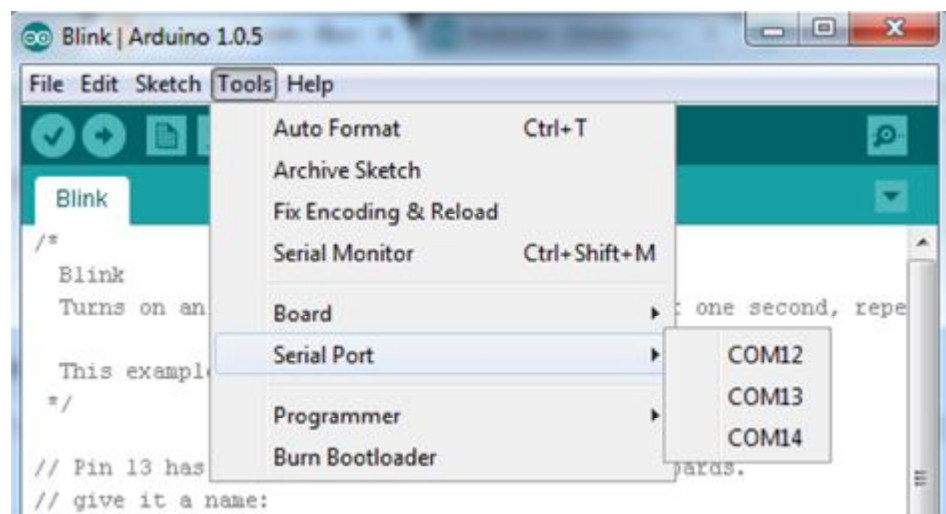 Blink | Arduino 1.0.5
File Edit Sketch Tools Help
Auto Format Ctrl+T
Archive Sketch
Fix Encoding & Reload
Serial Monitor Ctrl+Shift+M
Board
Serial Port
Programmer
Burn Bootloader
COM12
COM13
COM14
Blink
/*
Blink
Turns on an one second, repe
This example
*/
// Pin 13 has
// give it a name: